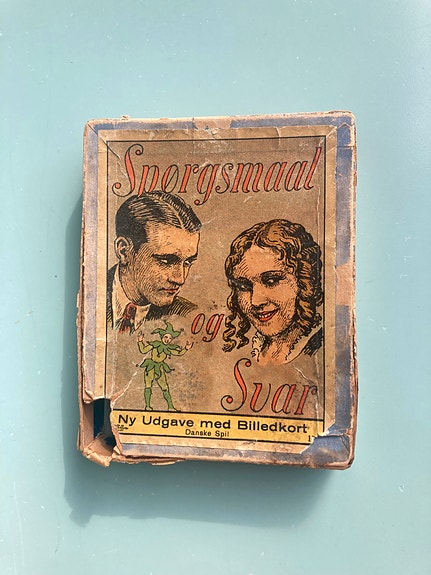 Spørgsmaal
og
Svar
Ny Udgave med Billedkort
Danske Spil